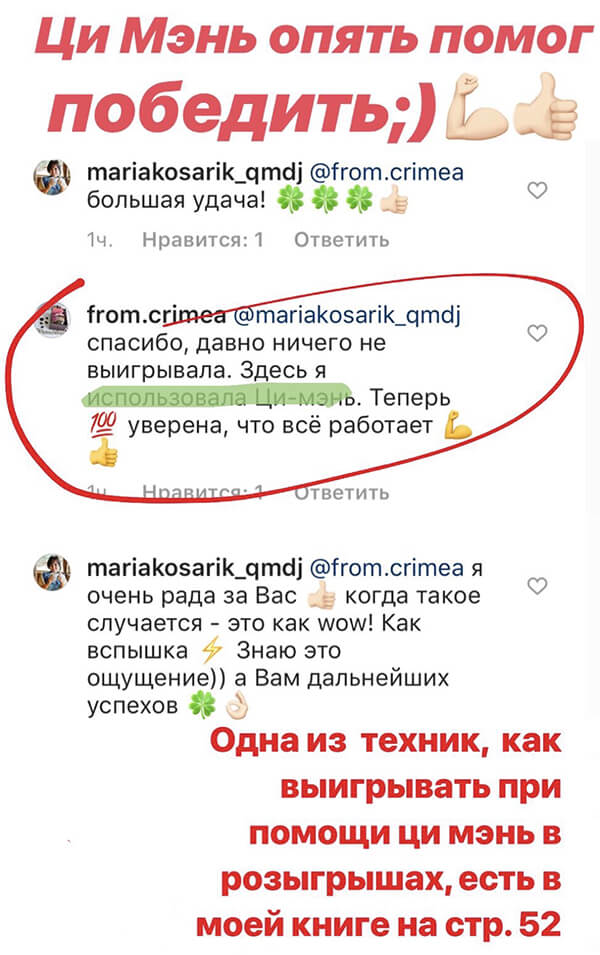 Ци Мэнь опять помог
победить;)💪🏻👍🏻
mariakosarik_qmdj @from.crimea
большая удача! 🍀🍀🍀👍🏻
1ч. Нравится: 1 Ответить
from.crimea @mariakosarik_qmdj
спасибо, давно ничего не
выигрывала. Здесь я
использовала Ци-мэнь. Теперь
💯 уверена, что всё работает 💪
👍
1ч. Нравится: 1 Ответить
mariakosarik_qmdj @from.crimea я
очень рада за Вас 👍🏻 когда такое
случается - это как wow! Как
вспышка ⚡ Знаю это
ощущение)) а Вам дальнейших
успехов 🍀👌🏻
Одна из техник, как
выигрывать при
помощи ци мэнь в
розыгрышах, есть в
моей книге на стр. 52